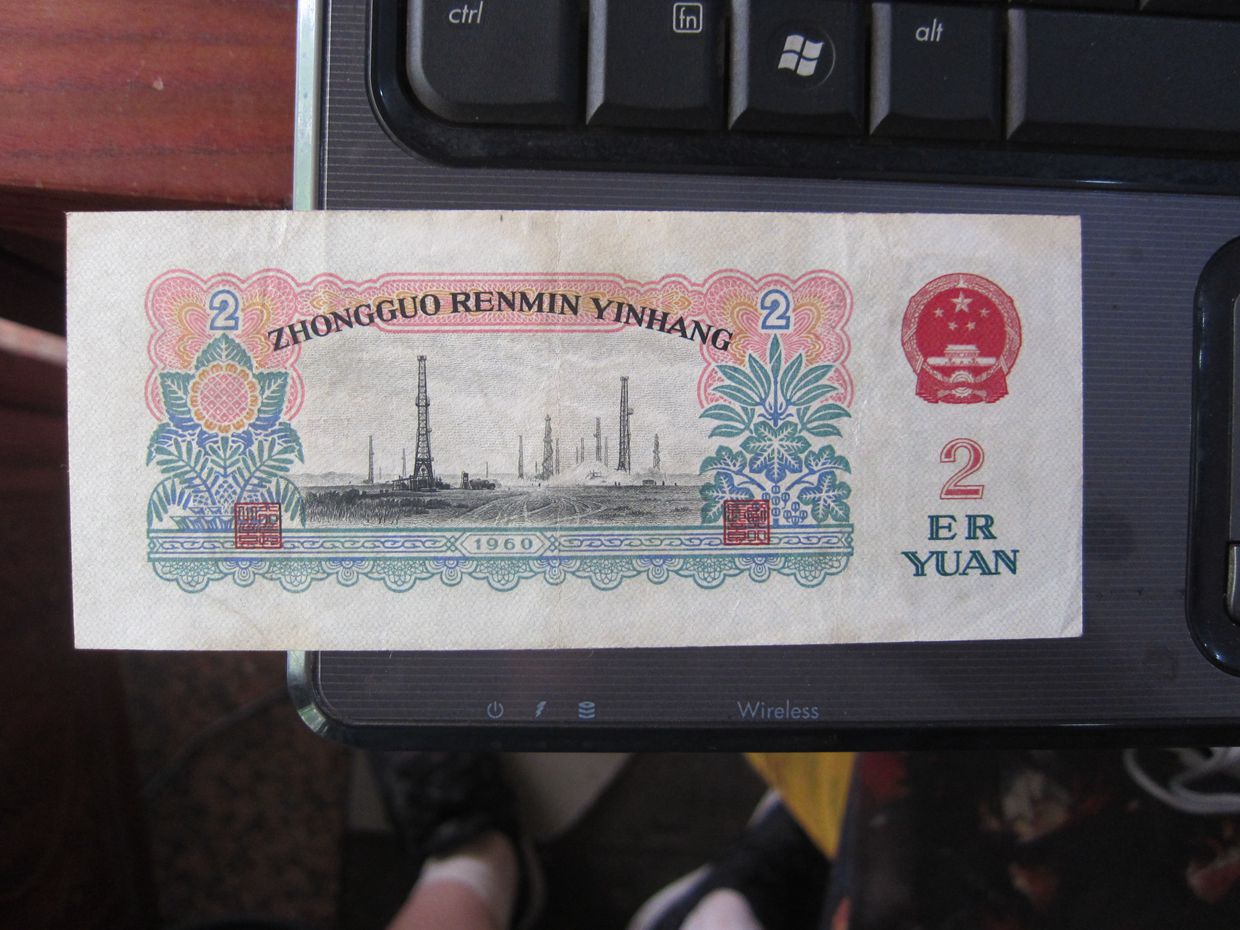 ctrl
fn
alt
2
ZHONGGUO RENMIN YINHANG
2
1960
2
ER
YUAN
Wireless